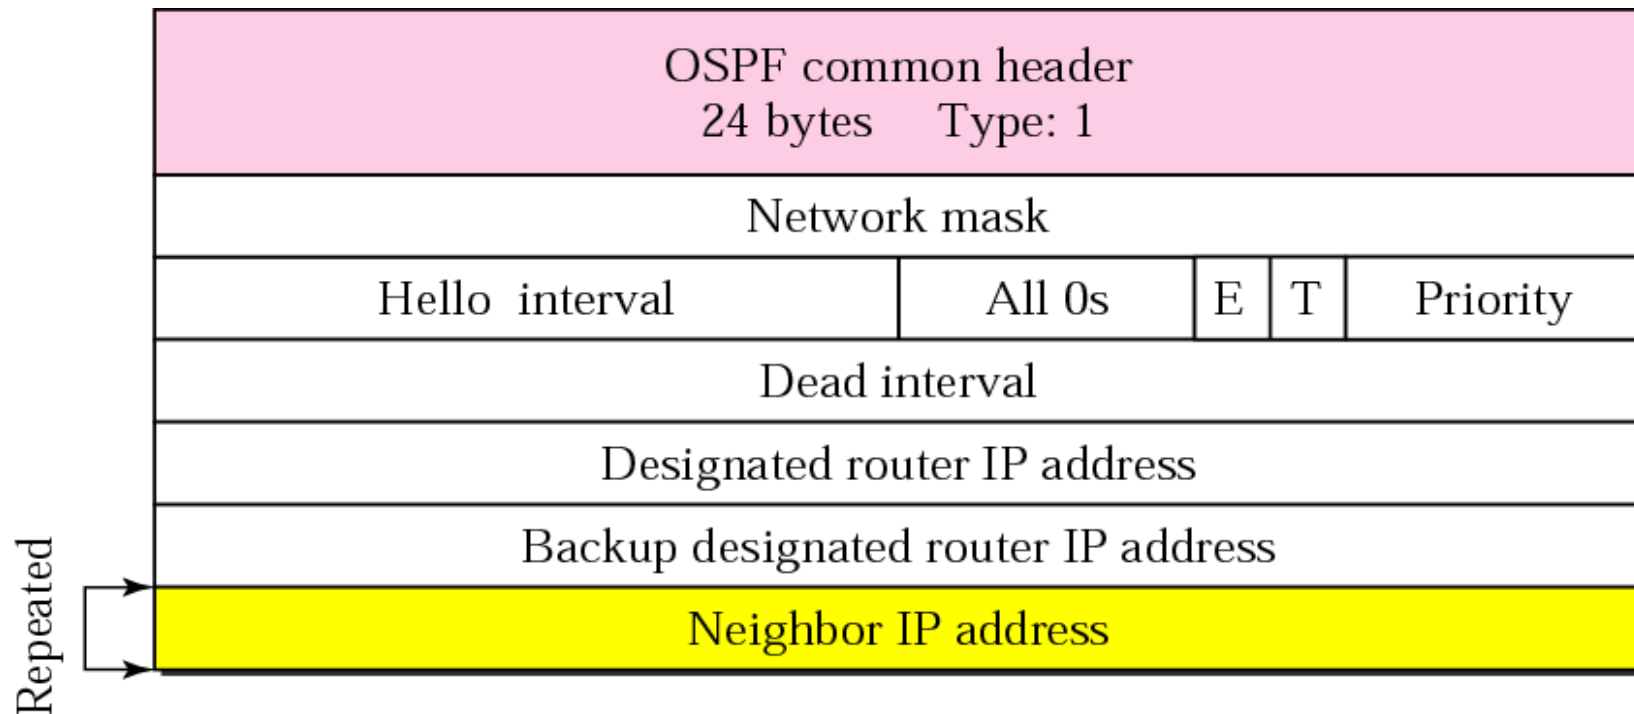 OSPF common header
24 bytes Type: 1
Network mask
Hello interval All 0s E T Priority
Dead interval
Designated router IP address
Backup designated router IP address
Repeated
Neighbor IP address